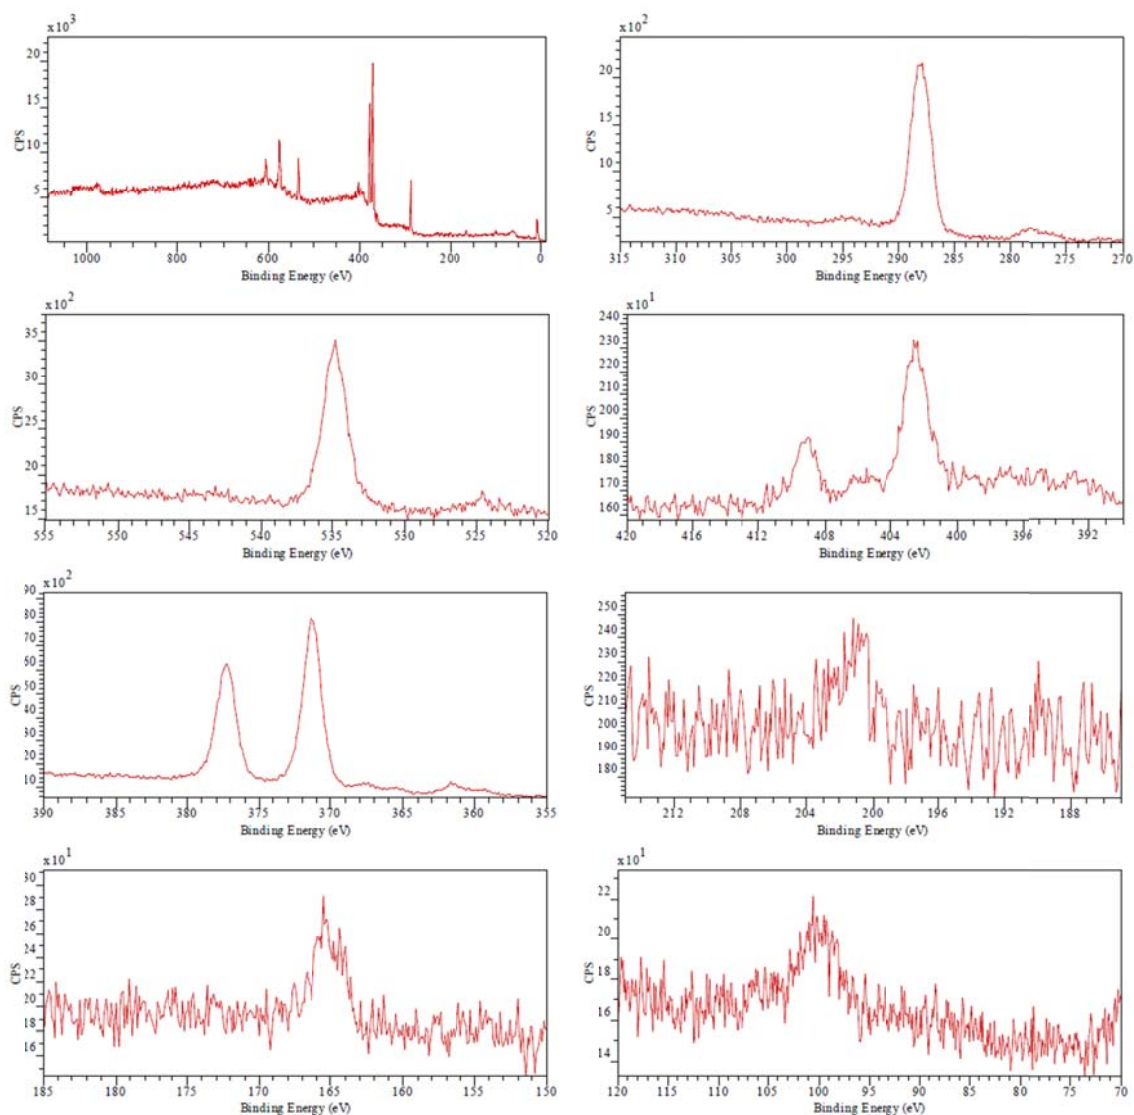 x10³
20
15
10
5
CPS
1000 800 600 400 200 0
Binding Energy (eV)
x10²
20
15
10
5
CPS
315 310 305 300 295 290 285 280 275 270
Binding Energy (eV)
x10²
35
30
25
20
15
CPS
555 550 545 540 535 530 525 520
Binding Energy (eV)
x10¹
240
230
220
210
200
190
180
170
160
CPS
420 416 412 408 404 400 396 392
Binding Energy (eV)
x10²
90
80
70
60
50
40
30
20
10
CPS
390 385 380 375 370 365 360 355
Binding Energy (eV)
250
240
230
220
210
200
190
180
CPS
212 208 204 200 196 192 188
Binding Energy (eV)
x10¹
30
28
26
24
22
20
18
16
CPS
185 180 175 170 165 160 155 150
Binding Energy (eV)
x10¹
22
20
18
16
14
CPS
120 115 110 105 100 95 90 85 80 75 70
Binding Energy (eV)